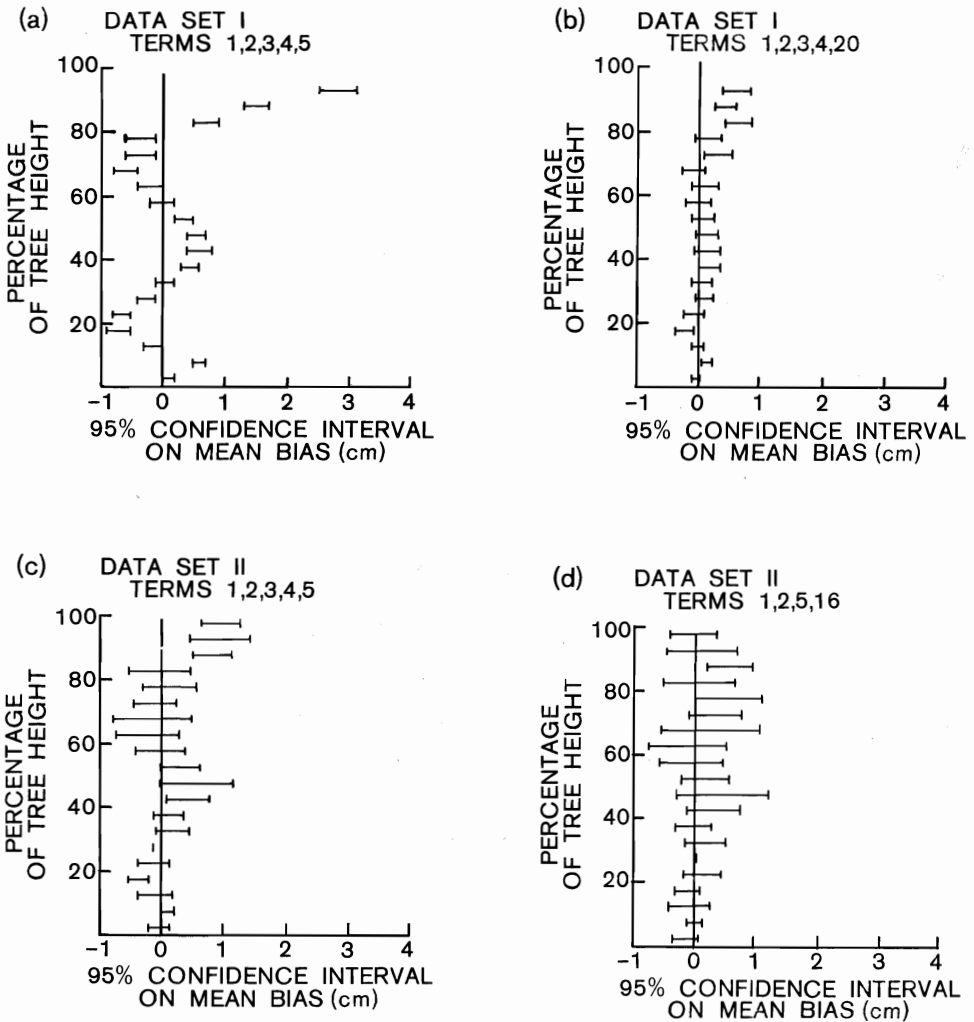 (a) DATA SET I
TERMS 1,2,3,4,5
PERCENTAGE
OF TREE HEIGHT
100
80
60
40
20
-1 0 1 2 3 4
95% CONFIDENCE INTERVAL
ON MEAN BIAS (cm)
(b) DATA SET I
TERMS 1,2,3,4,20
PERCENTAGE
OF TREE HEIGHT
100
80
60
40
20
-1 0 1 2 3 4
95% CONFIDENCE INTERVAL
ON MEAN BIAS (cm)
(c) DATA SET II
TERMS 1,2,3,4,5
PERCENTAGE
OF TREE HEIGHT
100
80
60
40
20
-1 0 1 2 3 4
95% CONFIDENCE INTERVAL
ON MEAN BIAS (cm)
(d) DATA SET II
TERMS 1,2,5,16
PERCENTAGE
OF TREE HEIGHT
100
80
60
40
20
-1 0 1 2 3 4
95% CONFIDENCE INTERVAL
ON MEAN BIAS (cm)